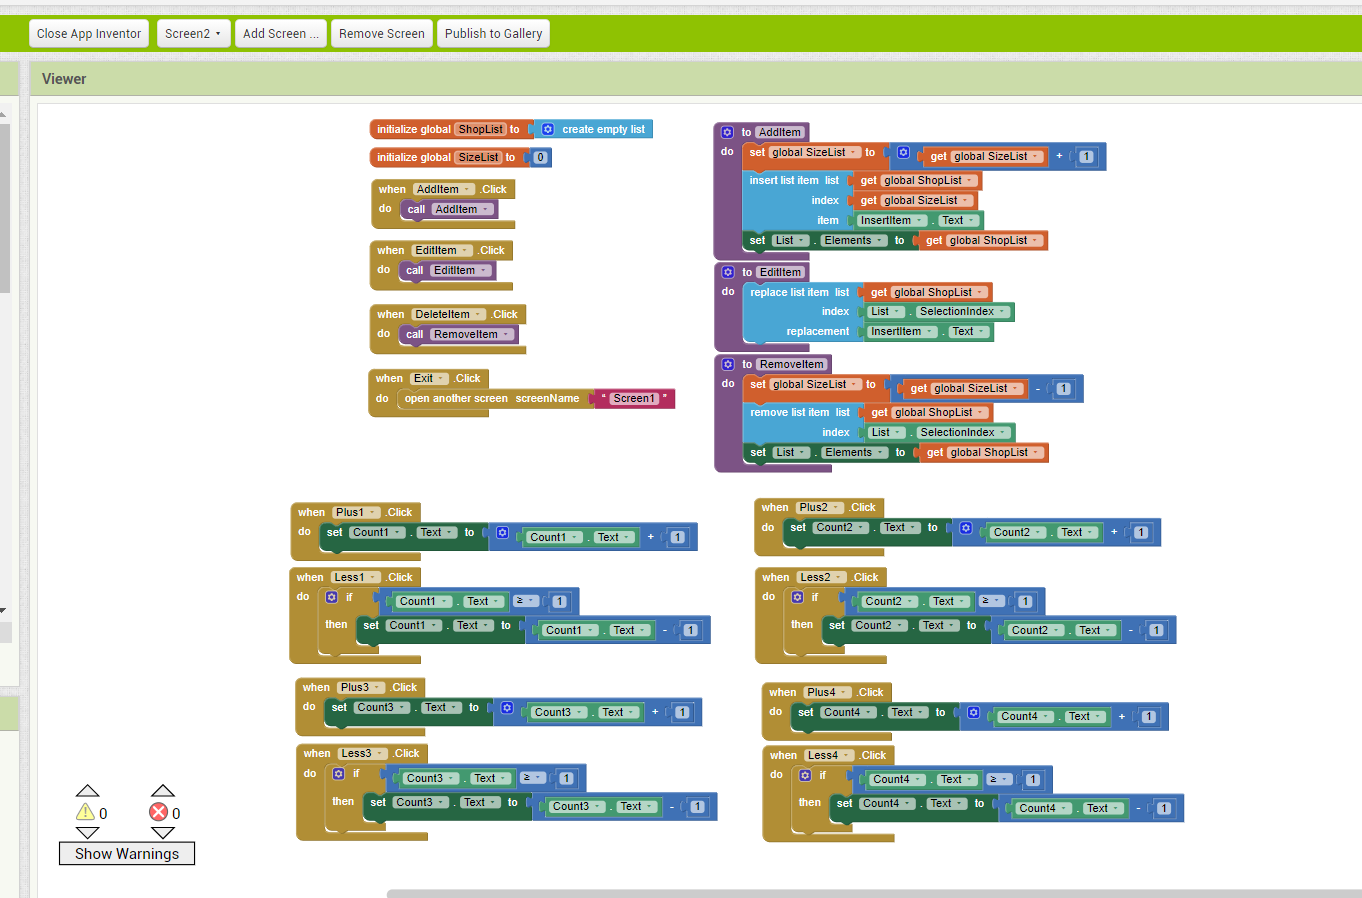 Close App Inventor Screen2 Add Screen ... Remove Screen Publish to Gallery
Viewer
initialize global ShopList to create empty list
initialize global SizeList to 0
when AddItem .Click
do call AddItem
when EditItem .Click
do call EditItem
when DeleteItem .Click
do call RemoveItem
when Exit .Click
do open another screen screenName " Screen1 "
to AddItem
do set global SizeList to get global SizeList + 1
insert list item list get global ShopList
index get global SizeList
item InsertItem . Text
set List . Elements to get global ShopList
to EditItem
do replace list item list get global ShopList
index List . SelectionIndex
replacement InsertItem . Text
to RemoveItem
do set global SizeList to get global SizeList - 1
remove list item list get global ShopList
index List . SelectionIndex
set List . Elements to get global ShopList
when Plus1 .Click
do set Count1 . Text to Count1 . Text + 1
when Less1 .Click
do if Count1 . Text ≥ 1
then set Count1 . Text to Count1 . Text - 1
when Plus2 .Click
do set Count2 . Text to Count2 . Text + 1
when Less2 .Click
do if Count2 . Text ≥ 1
then set Count2 . Text to Count2 . Text - 1
when Plus3 .Click
do set Count3 . Text to Count3 . Text + 1
when Less3 .Click
do if Count3 . Text ≥ 1
then set Count3 . Text to Count3 . Text - 1
when Plus4 .Click
do set Count4 . Text to Count4 . Text + 1
when Less4 .Click
do if Count4 . Text ≥ 1
then set Count4 . Text to Count4 . Text - 1
0 0
Show Warnings